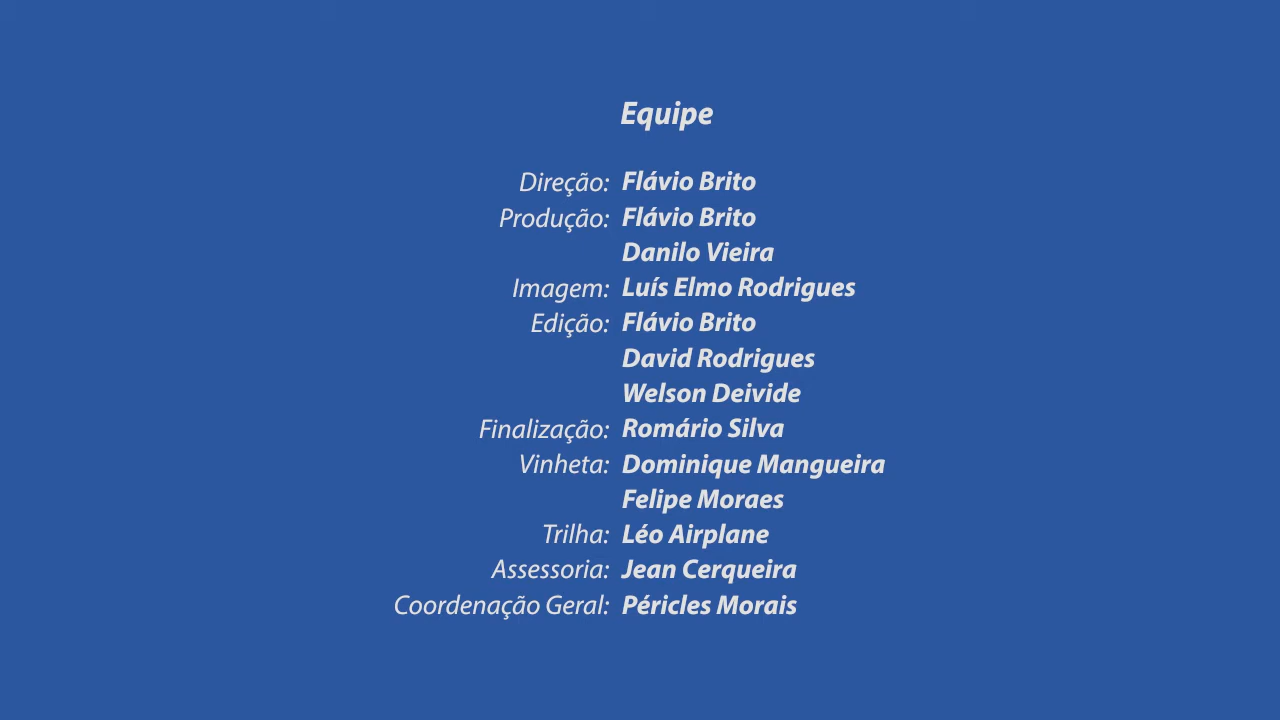 Equipe
Direção: Flávio Brito
Produção: Flávio Brito
Danilo Vieira
Imagem: Luís Elmo Rodrigues
Edição: Flávio Brito
David Rodrigues
Welson Deivide
Finalização: Romário Silva
Vinheta: Dominique Mangueira
Felipe Moraes
Trilha: Léo Airplane
Assessoria: Jean Cerqueira
Coordenação Geral: Péricles Morais